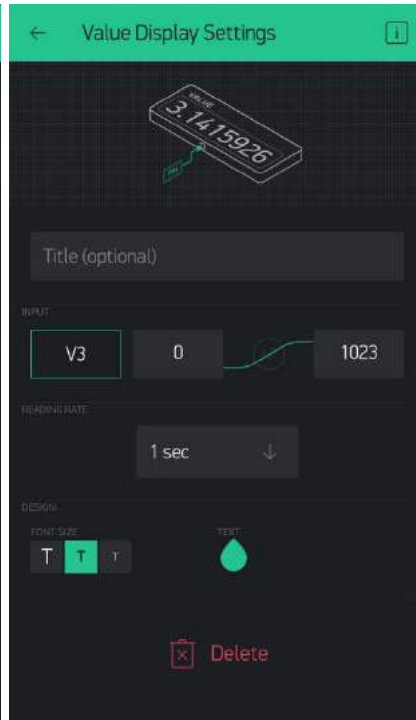 ← Value Display Settings i
VALUE
3.1415926
PIN
Title (optional)
INPUT
V3 0 1023
READING RATE
1 sec ↓
DESIGN
FONT SIZE TEXT
T T T
Delete